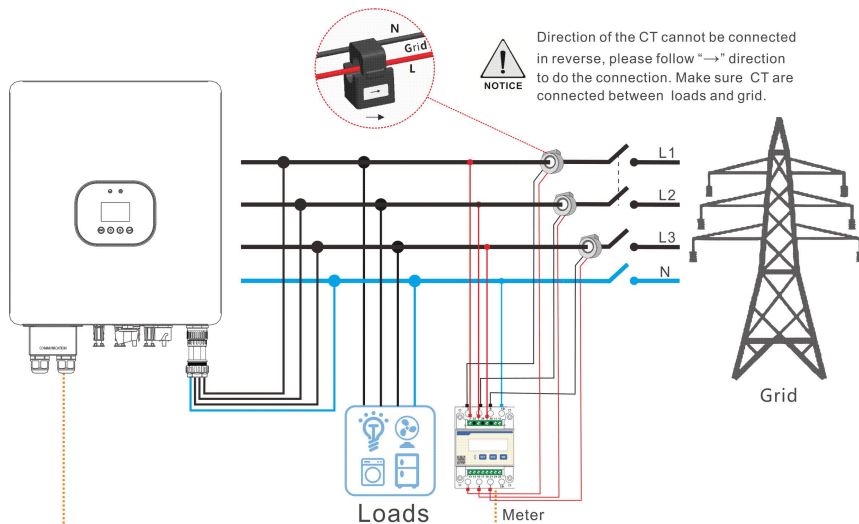 N
Grid
L
NOTICE
Direction of the CT cannot be connected
in reverse, please follow “→” direction
to do the connection. Make sure CT are
connected between loads and grid.
L1
L2
L3
N
COMMUNICATION
Grid
Loads
Meter